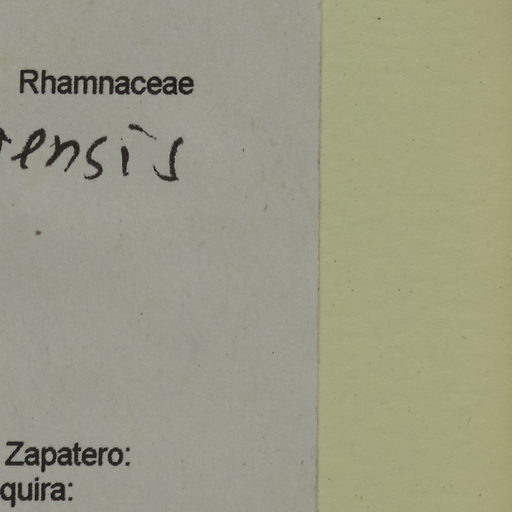 Rhamnaceae
ensis
Zapatero:
quira: